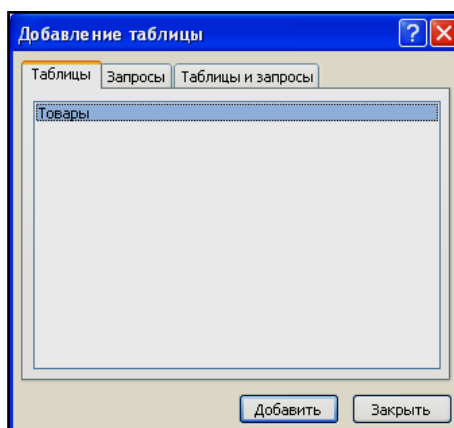 Добавление таблицы
Таблицы Запросы Таблицы и запросы
Товары
Добавить Закрыть